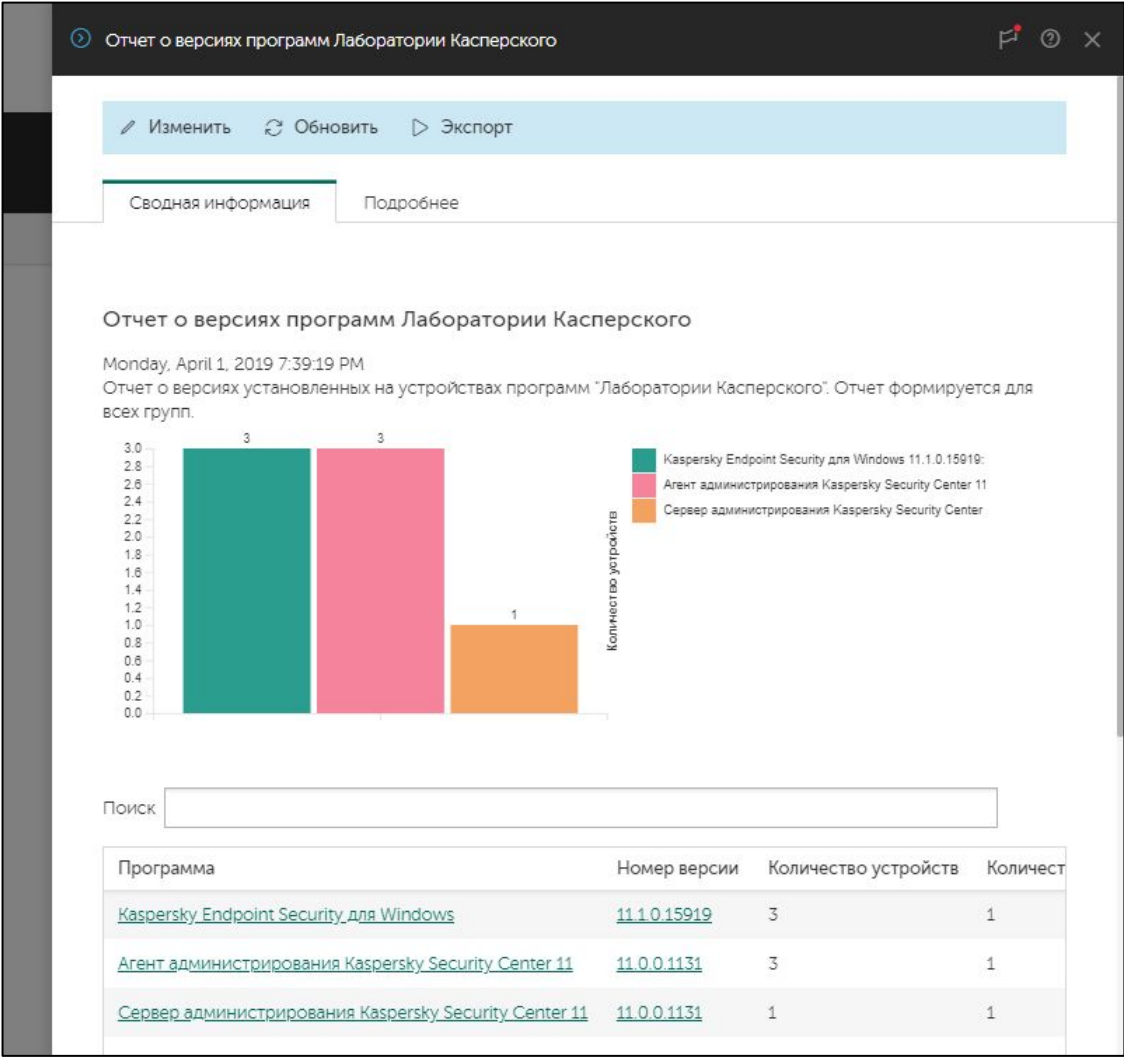 Отчет о версиях программ Лаборатории Касперского
Изменить Обновить Экспорт
Сводная информация Подробнее
Отчет о версиях программ Лаборатории Касперского
Monday, April 1, 2019 7:39:19 PM
Отчет о версиях установленных на устройствах программ "Лаборатории Касперского". Отчет формируется для
всех групп.
3.0
2.8
2.6
2.4
2.2
2.0
1.8
1.6
1.4
1.2
1.0
0.8
0.6
0.4
0.2
0.0
3
3
1
Количество устройств
Kaspersky Endpoint Security для Windows 11.1.0.15919:
Агент администрирования Kaspersky Security Center 11
Сервер администрирования Kaspersky Security Center
Поиск
Программа Номер версии Количество устройств Количест
Kaspersky Endpoint Security для Windows 11.1.0.15919 3 1
Агент администрирования Kaspersky Security Center 11 11.0.0.1131 3 1
Сервер администрирования Kaspersky Security Center 11 11.0.0.1131 1 1